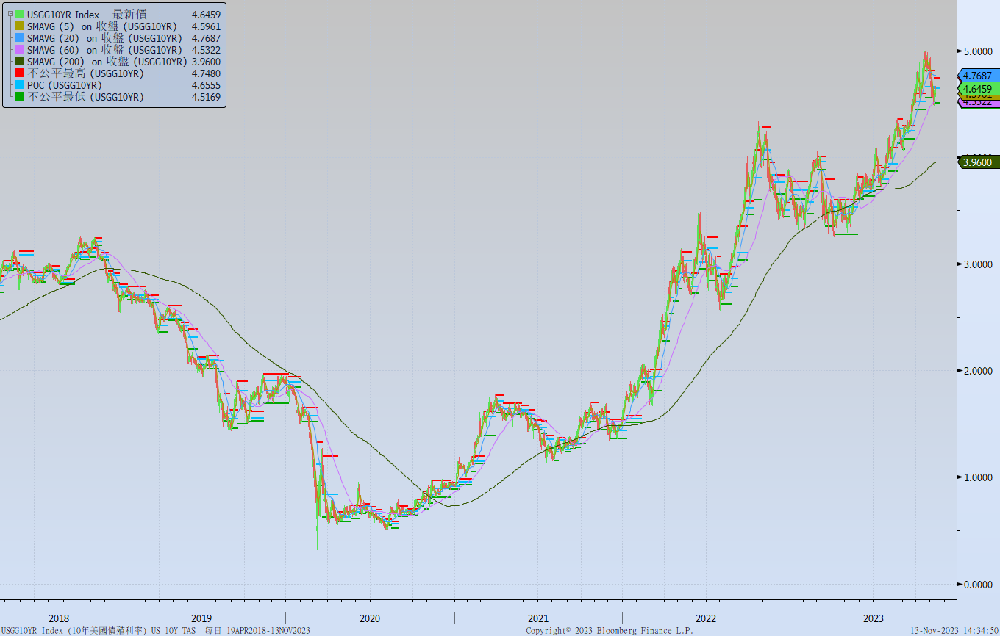 USGG10YR Index - 最新價 4.6459
SMAVG (5) on 收盤 (USGG10YR) 4.5961
SMAVG (20) on 收盤 (USGG10YR) 4.7687
SMAVG (60) on 收盤 (USGG10YR) 4.5322
SMAVG (200) on 收盤 (USGG10YR) 3.9600
不公平最高 (USGG10YR) 4.7480
POC (USGG10YR) 4.6555
不公平最低 (USGG10YR) 4.5169
5.0000
4.7687
4.6459
4.5961
4.5322
3.9600
3.0000
2.0000
1.0000
0.0000
2018 2019 2020 2021 2022 2023
USGG10YR Index (10年美國債殖利率) US 10Y TAS 每日 19APR2018-13NOV2023 Copyright© 2023 Bloomberg Finance L.P. 13-Nov-2023 14:34:50